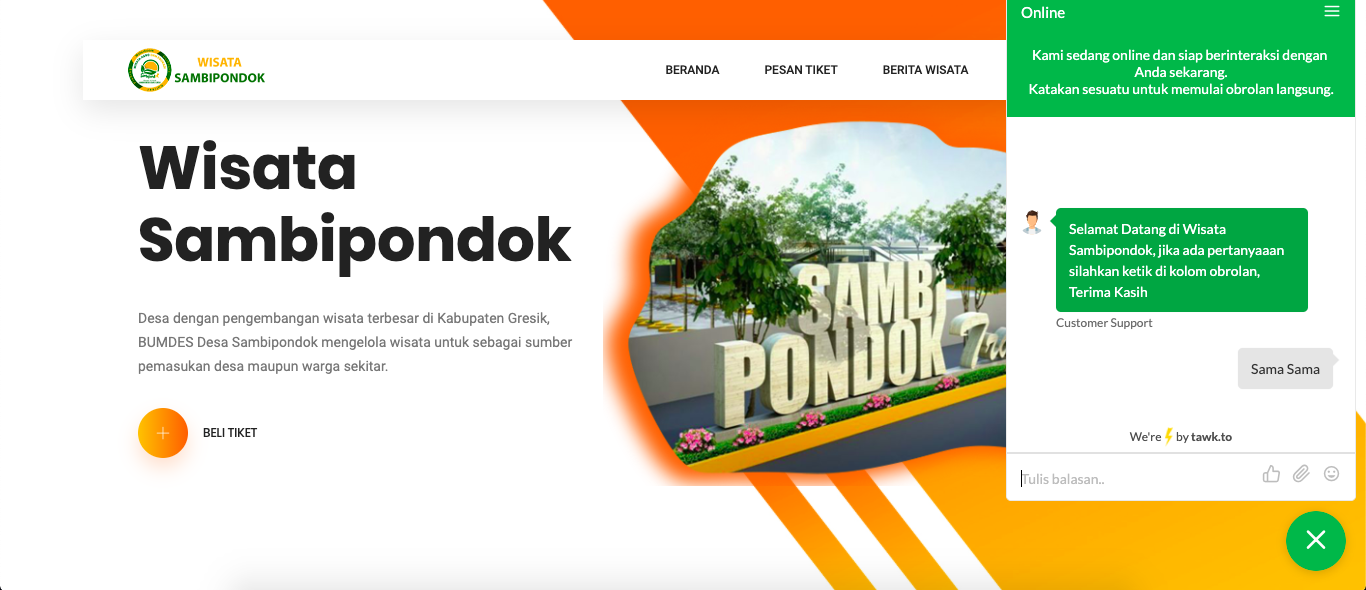 WISATA
SAMBIPONDOK
BERANDA
PESAN TIKET
BERITA WISATA
Wisata
Sambipondok
Desa dengan pengembangan wisata terbesar di Kabupaten Gresik,
BUMDES Desa Sambipondok mengelola wisata untuk sebagai sumber
pemasukan desa maupun warga sekitar.
BELI TIKET
SAMBI
PONDOK
Online
Kami sedang online dan siap berinteraksi dengan
Anda sekarang.
Katakan sesuatu untuk memulai obrolan langsung.
Selamat Datang di Wisata
Sambipondok, jika ada pertanyaaan
silahkan ketik di kolom obrolan,
Terima Kasih
Customer Support
Sama Sama
We're by tawk.to
Tulis balasan..